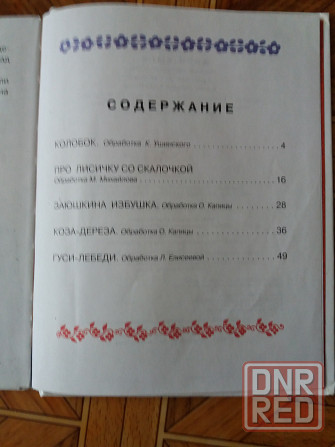 СОДЕРЖАНИЕ
КОЛОБОК. Обработка К. Ушинского 4
ПРО ЛИСИЧКУ СО СКАЛОЧКОЙ
Обработка М. Михайлова 16
ЗАЮШКИНА ИЗБУШКА. Обработка О. Капицы 28
КОЗА-ДЕРЕЗА. Обработка О. Капицы 36
ГУСИ-ЛЕБЕДИ. Обработка Л. Елисеевой 49
DNR
RED